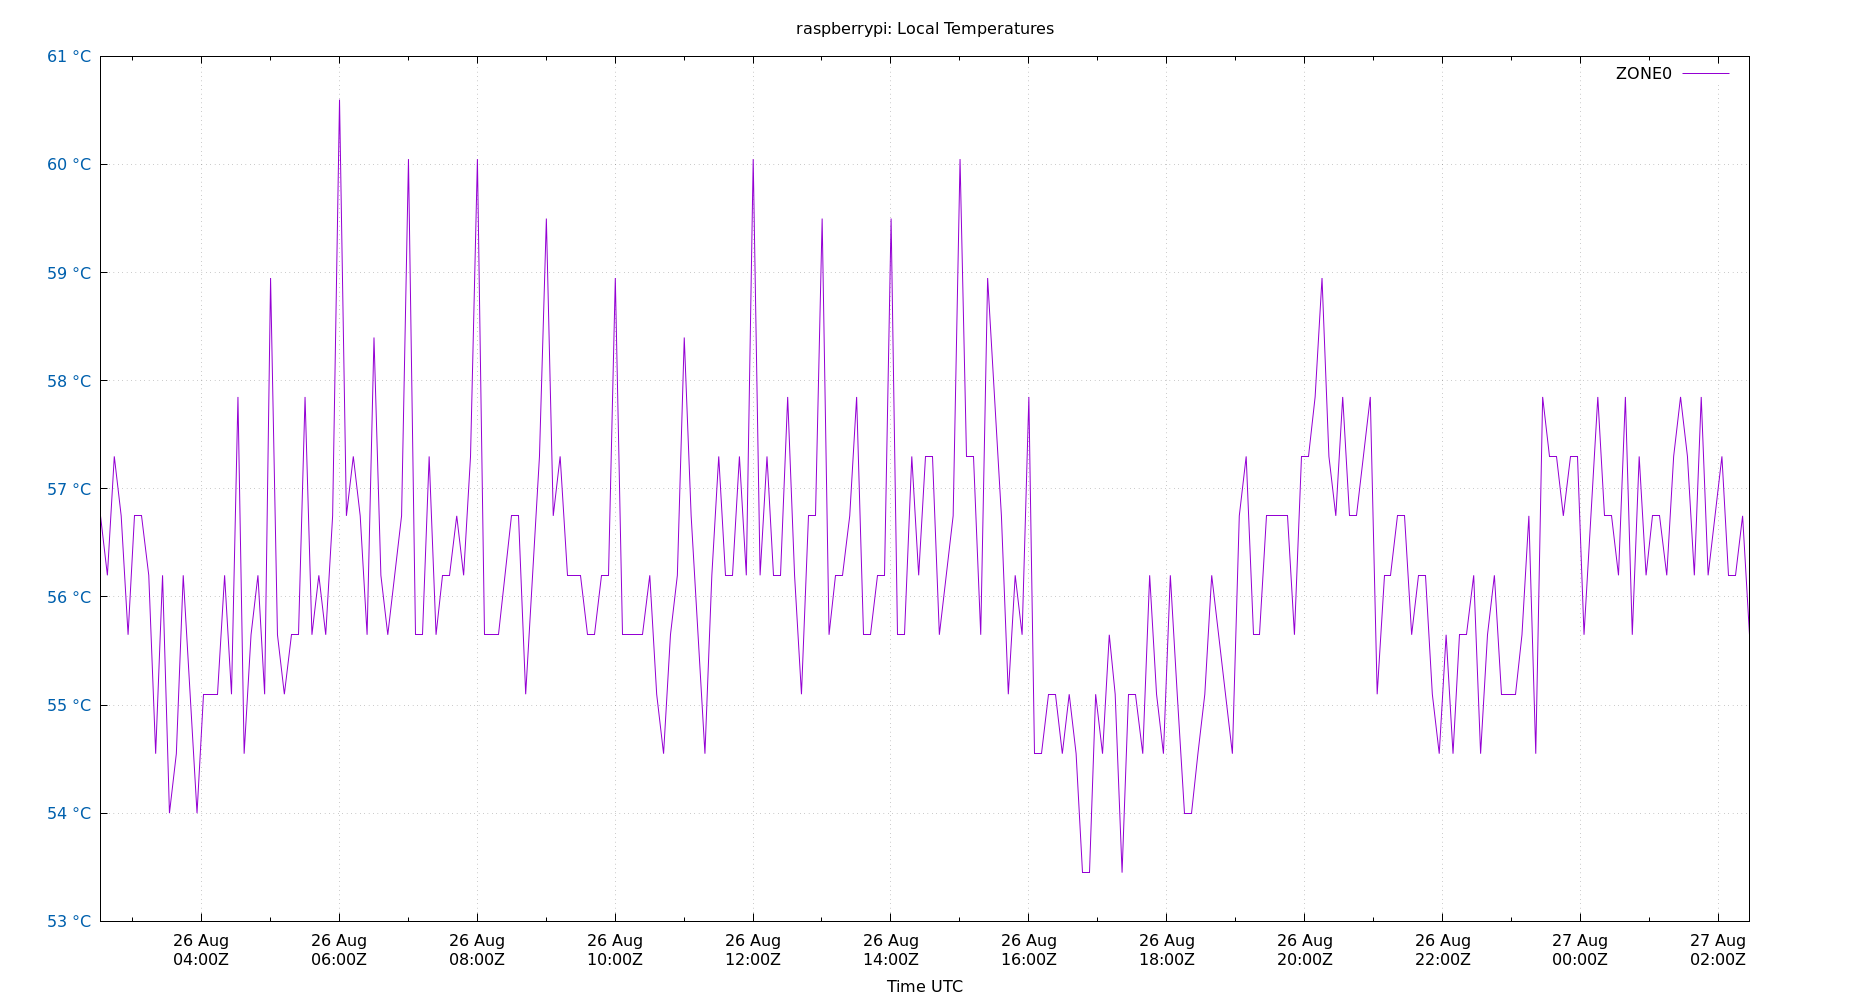 raspberrypi: Local Temperatures
61 °C
ZONE0
60 °C
59 °C
58 °C
57 °C
56 °C
55 °C
54 °C
53 °C
26 Aug 26 Aug 26 Aug 26 Aug 26 Aug 26 Aug 26 Aug 26 Aug 26 Aug 26 Aug 27 Aug 27 Aug
04:00Z 06:00Z 08:00Z 10:00Z 12:00Z 14:00Z 16:00Z 18:00Z 20:00Z 22:00Z 00:00Z 02:00Z
Time UTC